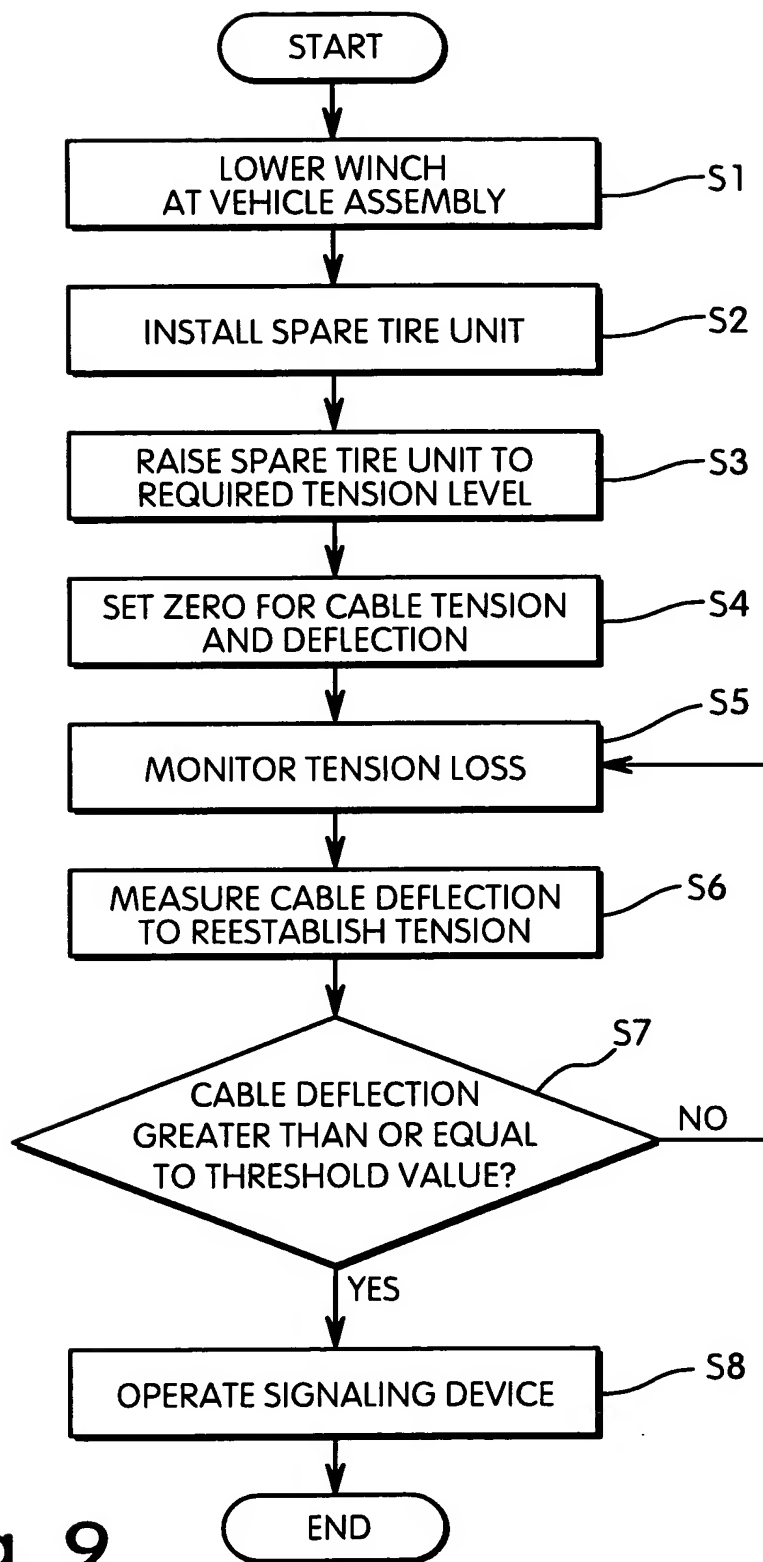 START
LOWER WINCH
AT VEHICLE ASSEMBLY
S1
INSTALL SPARE TIRE UNIT
S2
RAISE SPARE TIRE UNIT TO
REQUIRED TENSION LEVEL
S3
SET ZERO FOR CABLE TENSION
AND DEFLECTION
S4
MONITOR TENSION LOSS
S5
MEASURE CABLE DEFLECTION
TO REESTABLISH TENSION
S6
CABLE DEFLECTION
GREATER THAN OR EQUAL
TO THRESHOLD VALUE?
S7
NO
YES
OPERATE SIGNALING DEVICE
S8
END
9